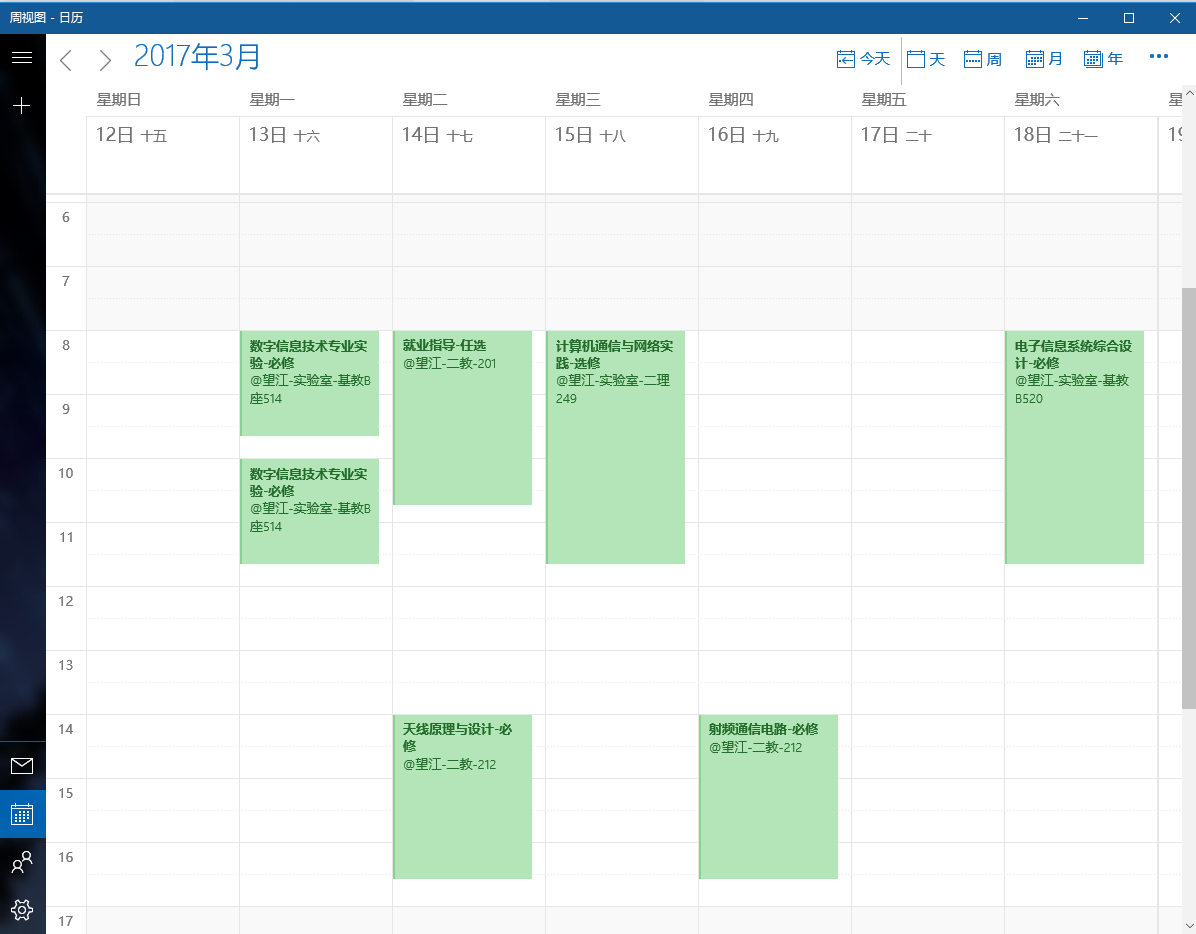 周视图 - 日历
2017年3月
今天
天
周
月
年
星期日
星期一
星期二
星期三
星期四
星期五
星期六
12日 十五
13日 十六
14日 十七
15日 十八
16日 十九
17日 二十
18日 二十一
19
6
7
8
数字信息技术专业实
验-必修
@望江-实验室-基教B
座514
就业指导-任选
@望江-二教-201
计算机通信与网络实
践-选修
@望江-实验室-二理
249
电子信息系统综合设
计-必修
@望江-实验室-基教
B520
9
10
数字信息技术专业实
验-必修
@望江-实验室-基教B
座514
11
12
13
14
天线原理与设计-必
修
@望江-二教-212
射频通信电路-必修
@望江-二教-212
15
16
17